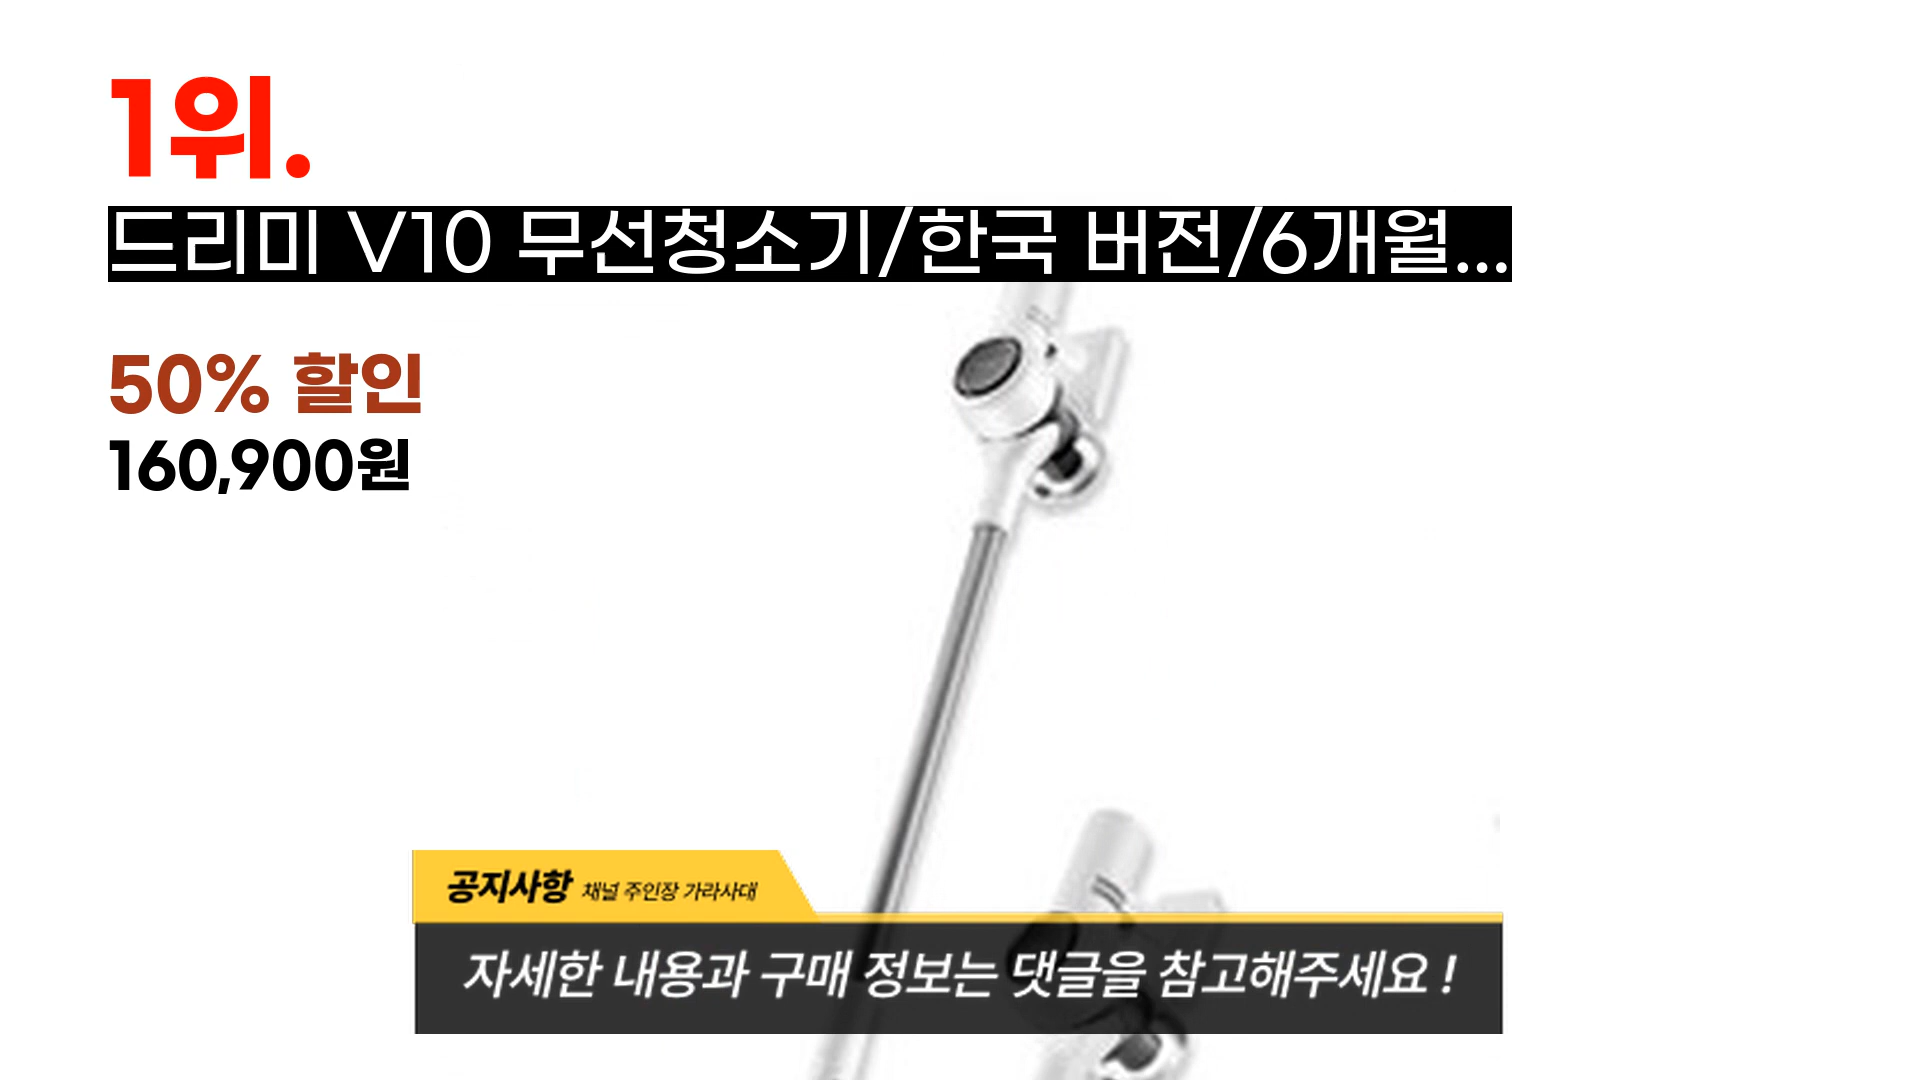 1위.
드리미 V10 무선청소기/한국 버전/6개월...
50% 할인
160,900원
공지사항 채널 주인장 가라사대
자세한 내용과 구매 정보는 댓글을 참고해주세요 !